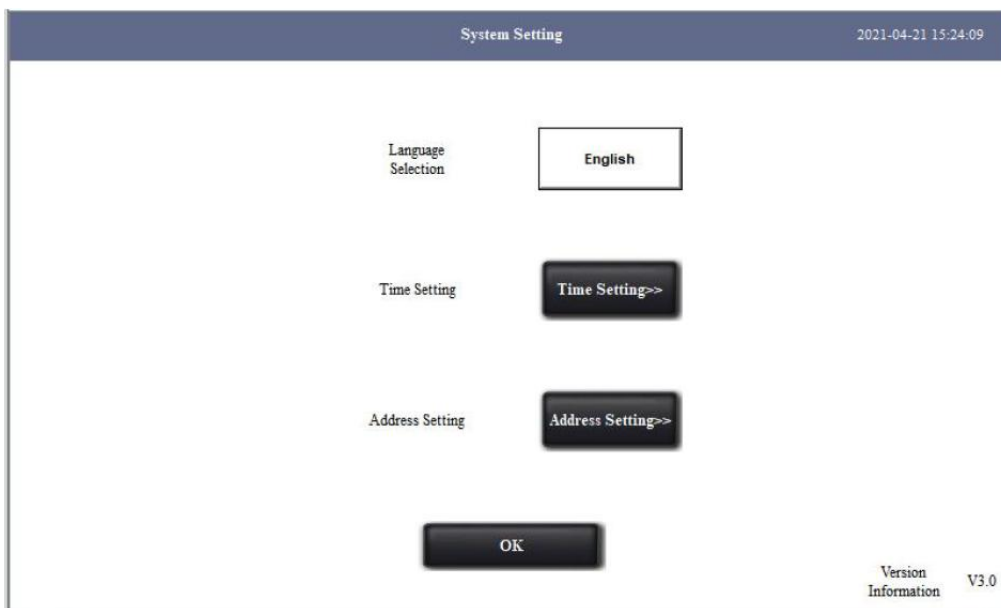 System Setting
2021-04-21 15:24:09
Language
Selection
English
Time Setting
Time Setting>>
Address Setting
Address Setting>>
OK
Version
Information
V3.0